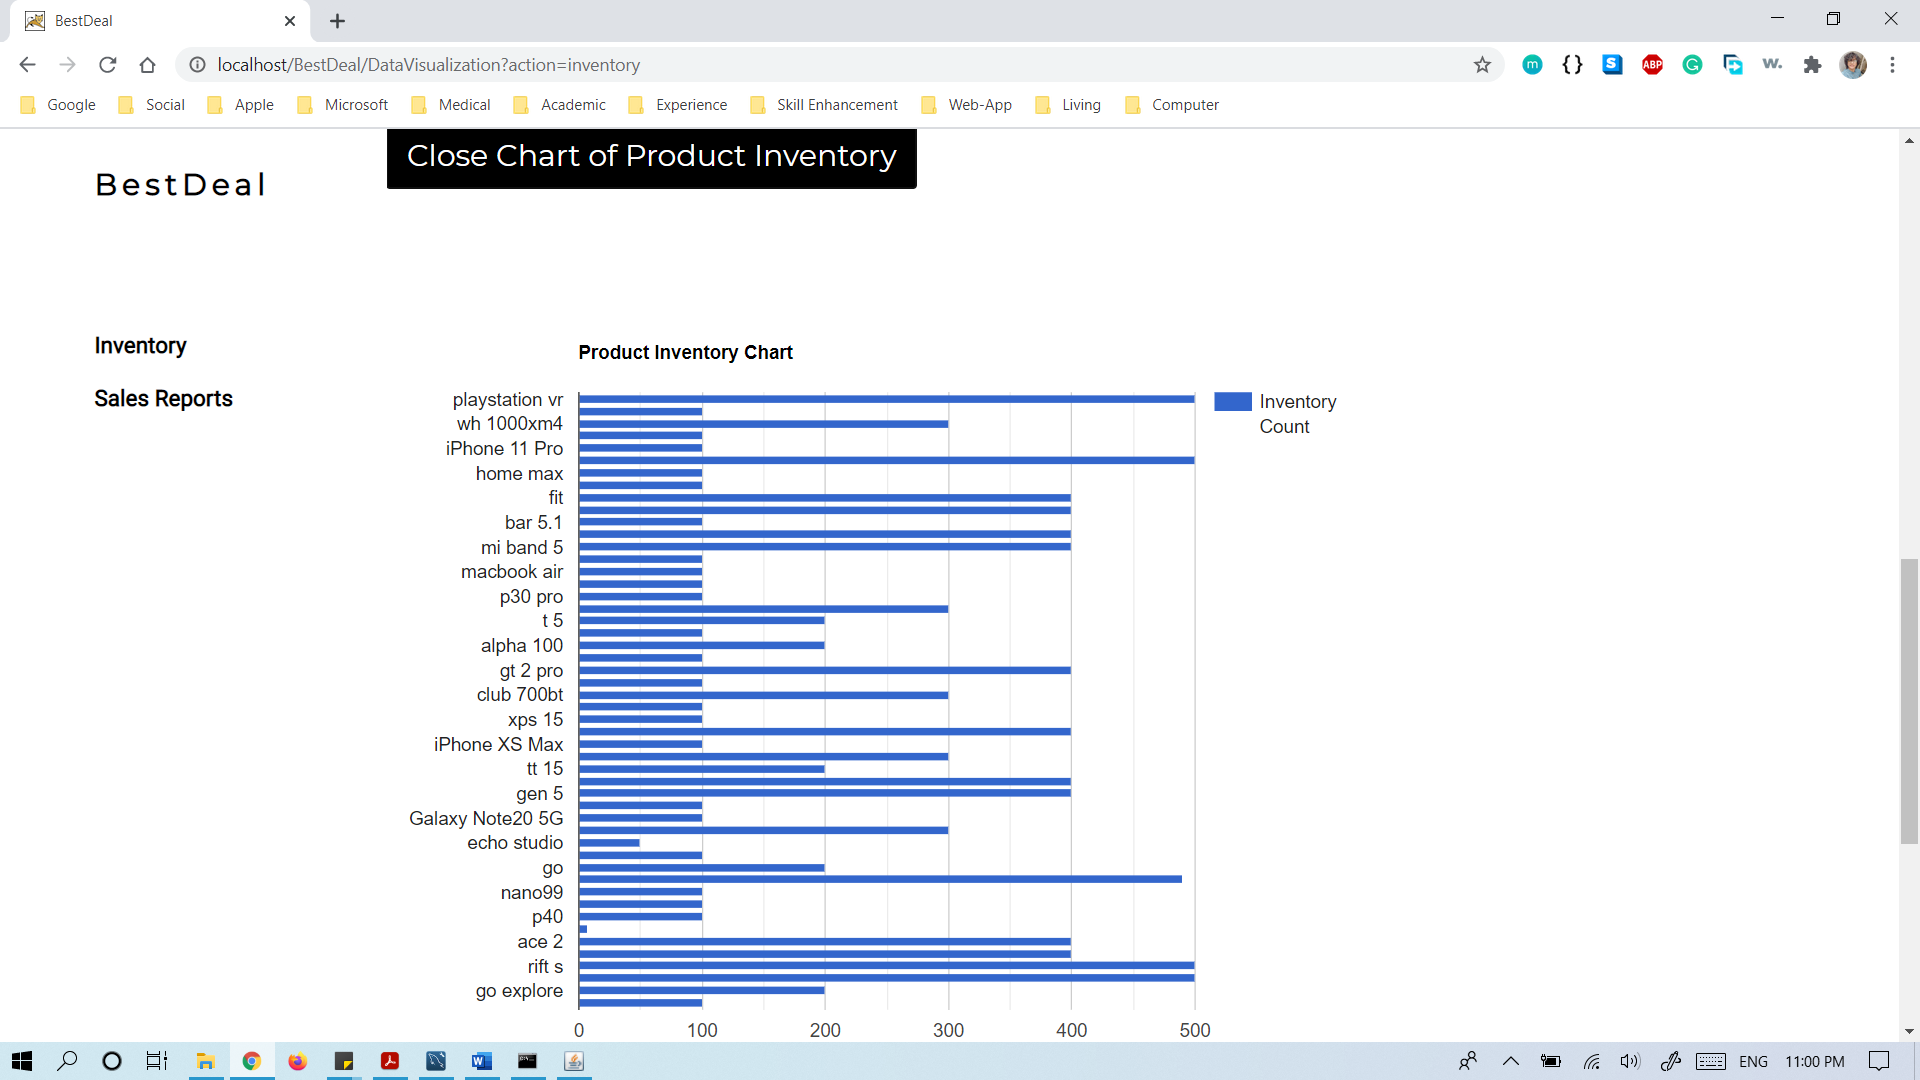 BestDeal
localhost/BestDeal/DataVisualization?action=inventory
m {} S ABP G w.
Google Social Apple Microsoft Medical Academic Experience Skill Enhancement Web-App Living Computer
Close Chart of Product Inventory
BestDeal
Inventory
Sales Reports
Product Inventory Chart
Inventory
Count
playstation vr
wh 1000xm4
iPhone 11 Pro
home max
fit
bar 5.1
mi band 5
macbook air
p30 pro
t 5
alpha 100
gt 2 pro
club 700bt
xps 15
iPhone XS Max
tt 15
gen 5
Galaxy Note20 5G
echo studio
go
nano99
p40
ace 2
rift s
go explore
0 100 200 300 400 500
ENG 11:00 PM